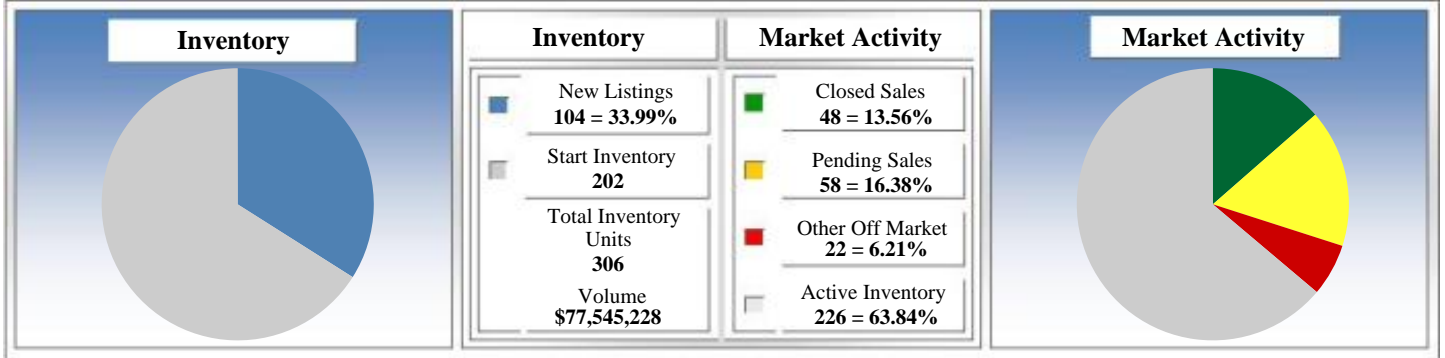 Inventory
Inventory
Market Activity
New Listings
104 = 33.99%
Start Inventory
202
Total Inventory
Units
306
Volume
$77,545,228
Closed Sales
48 = 13.56%
Pending Sales
58 = 16.38%
Other Off Market
22 = 6.21%
Active Inventory
226 = 63.84%
Market Activity